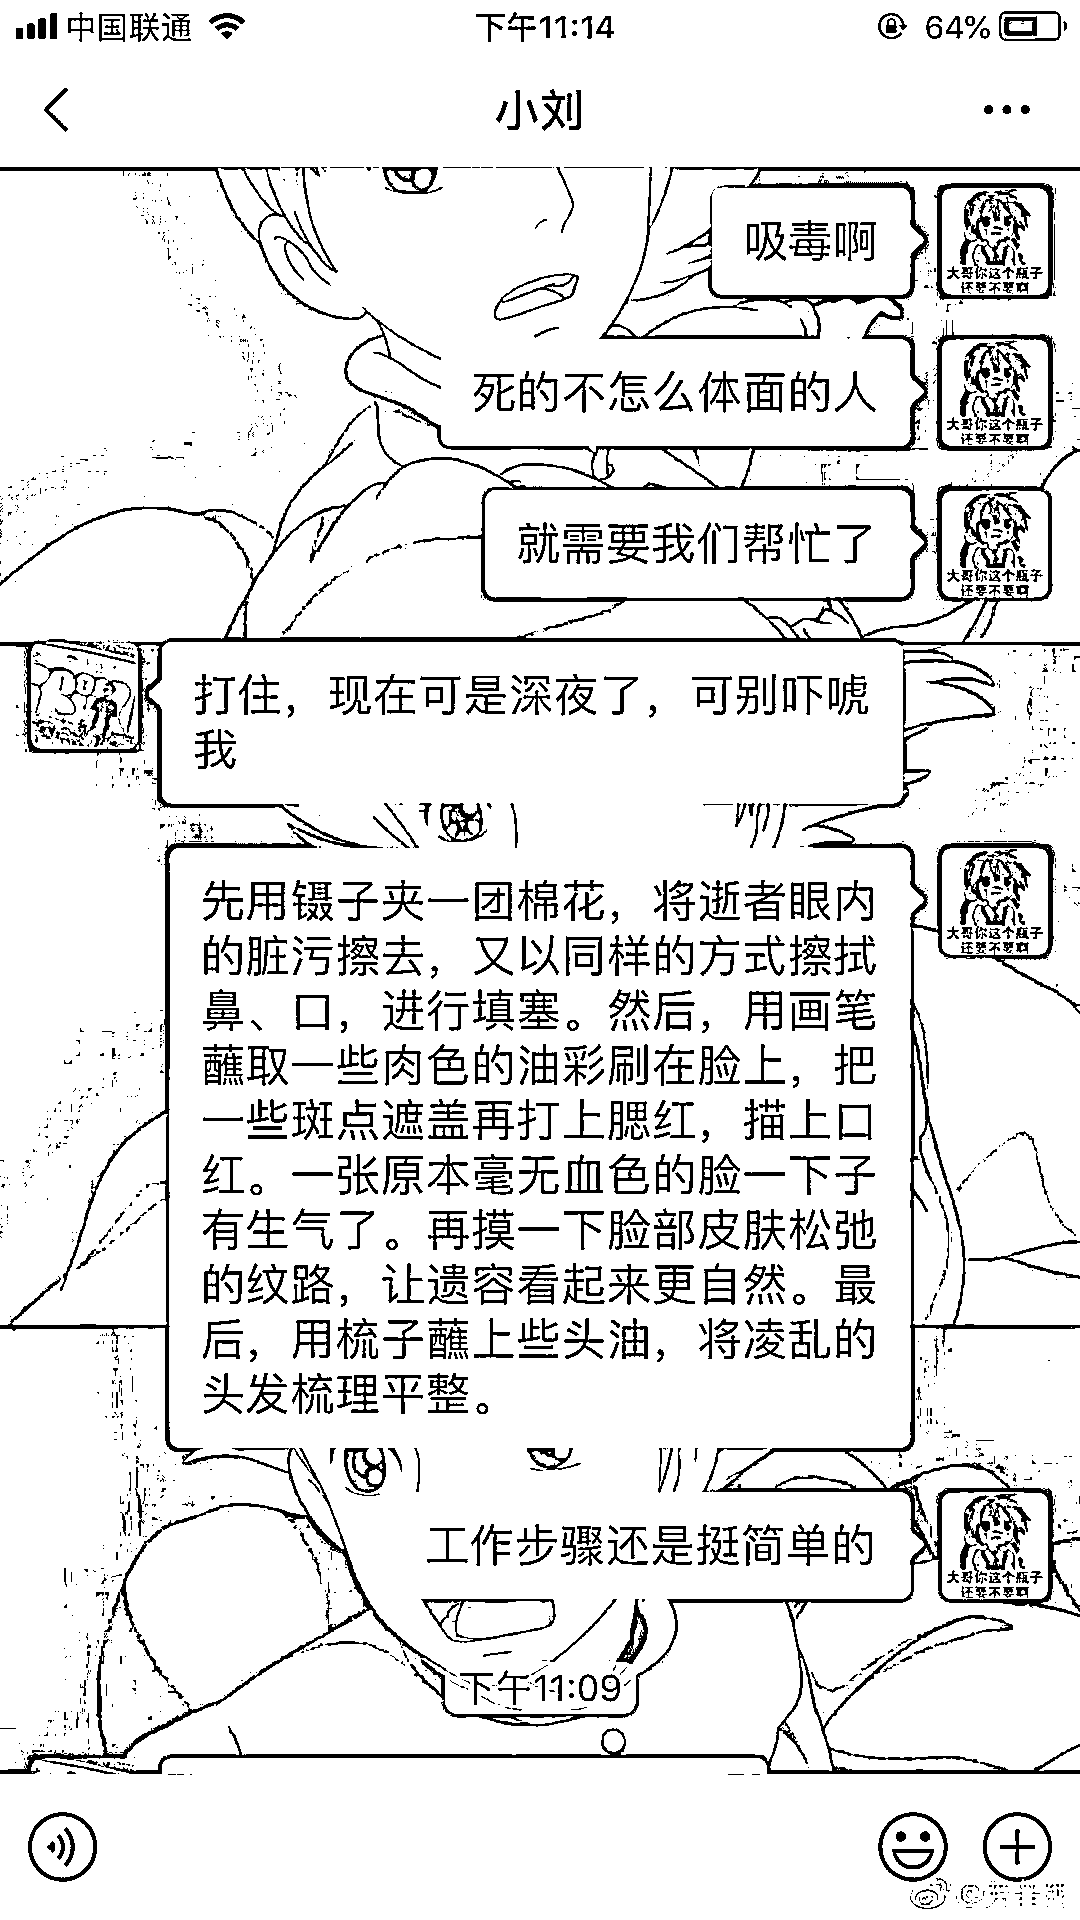 中国联通 下午11:14 64%
小刘
吸毒啊
大哥你这个瓶子
还要不要啊
死的不怎么体面的人
大哥你这个瓶子
还要不要啊
就需要我们帮忙了
大哥你这个瓶子
还要不要啊
打住，现在可是深夜了，可别吓唬
我
先用镊子夹一团棉花，将逝者眼内
的脏污擦去，又以同样的方式擦拭
鼻、口，进行填塞。然后，用画笔
蘸取一些肉色的油彩刷在脸上，把
一些斑点遮盖再打上腮红，描上口
红。一张原本毫无血色的脸一下子
有生气了。再摸一下脸部皮肤松弛
的纹路，让遗容看起来更自然。最
后，用梳子蘸上些头油，将凌乱的
头发梳理平整。
大哥你这个瓶子
还要不要啊
工作步骤还是挺简单的
大哥你这个瓶子
还要不要啊
下午11:09